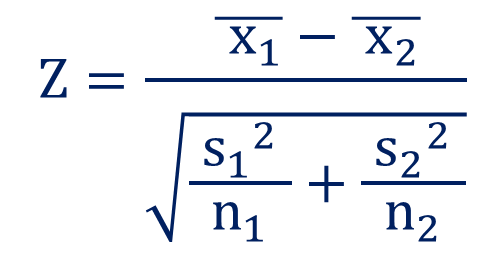 Z = (x̄₁ − x̄₂) / √(s₁²/n₁ + s₂²/n₂)